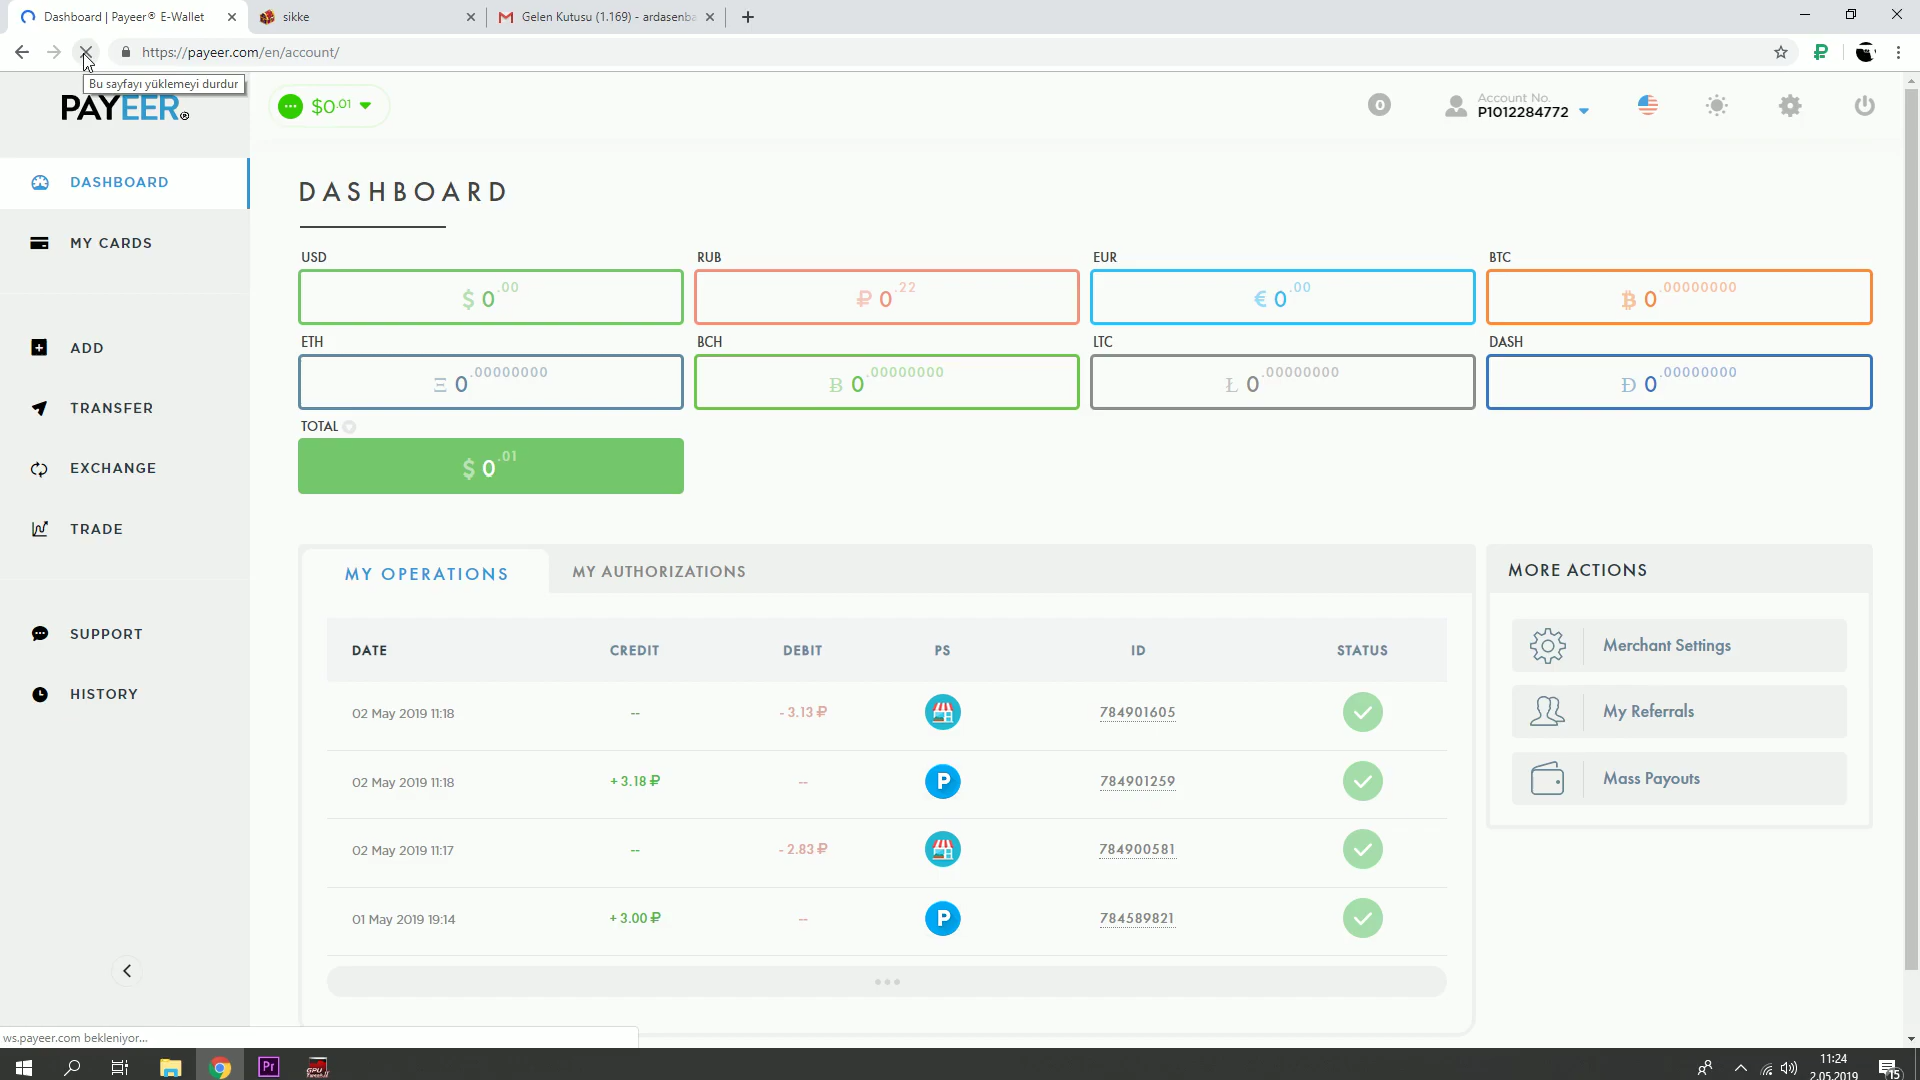 Dashboard | Payeer® E-Wallet
sikke
Gelen Kutusu (1.169) - ardasenba
https://payeer.com/en/account/
Bu sayfayı yüklemeyi durdur
PAYEER®
$0.01
0
Account No.
P1012284772
DASHBOARD
MY CARDS
ADD
TRANSFER
EXCHANGE
TRADE
SUPPORT
HISTORY
DASHBOARD
USD RUB EUR BTC
$ 0.00 ₽ 0.22 € 0.00 Ƀ 0.00000000
ETH BCH LTC DASH
Ξ 0.00000000 Ƀ 0.00000000 Ł 0.00000000 Đ 0.00000000
TOTAL
$ 0.01
MY OPERATIONS MY AUTHORIZATIONS
DATE CREDIT DEBIT PS ID STATUS
02 May 2019 11:18 -- - 3.13 ₽ 784901605
02 May 2019 11:18 + 3.18 ₽ -- P 784901259
02 May 2019 11:17 -- - 2.83 ₽ 784900581
01 May 2019 19:14 + 3.00 ₽ -- P 784589821
MORE ACTIONS
Merchant Settings
My Referrals
Mass Payouts
ws.payeer.com bekleniyor...
Pr
GPU
11:24
2.05.2019
15